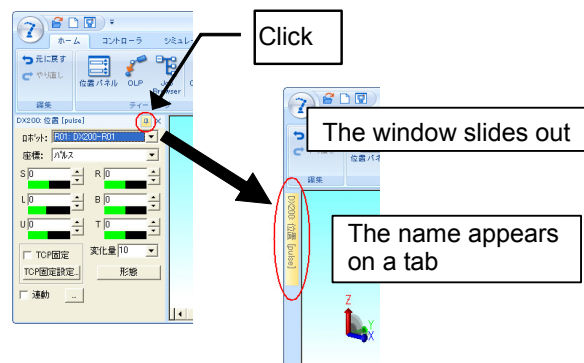 Click
ホーム
コントローラ
シミュレ
元に戻す
やり直し
位置パネル
OLP
Job
Browser
編集
ティー
DX200: 位置 [pulse]
ロボット: R01: DX200-R01
座標: パルス
S 0
R 0
L 0
B 0
U 0
T 0
TCP固定
変化量 10
TCP固定設定..
形態
連動
..
The window slides out
位置パネ
編集
DX200: 位置 [pulse]
The name appears
on a tab
Z
Y
X